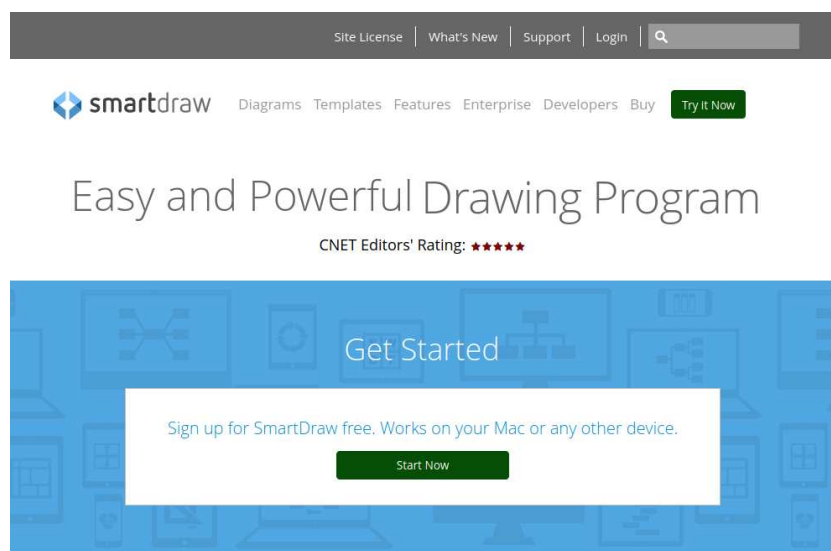 Site License What's New Support Login
smartdraw Diagrams Templates Features Enterprise Developers Buy Try it Now
Easy and Powerful Drawing Program
CNET Editors' Rating: ★★★★★
Get Started
Sign up for SmartDraw free. Works on your Mac or any other device.
Start Now